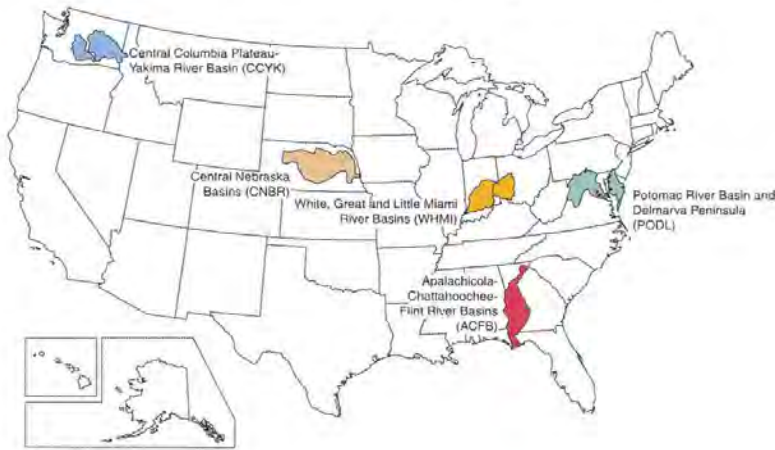 Central Columbia Plateau-
Yakima River Basin (CCYK)
Central Nebraska
Basins (CNBR)
White, Great and Little Miami
River Basins (WHMI)
Potomac River Basin and
Delmarva Peninsula
(PODL)
Apalachicola-
Chattahoochee-
Flint River Basins
(ACFB)